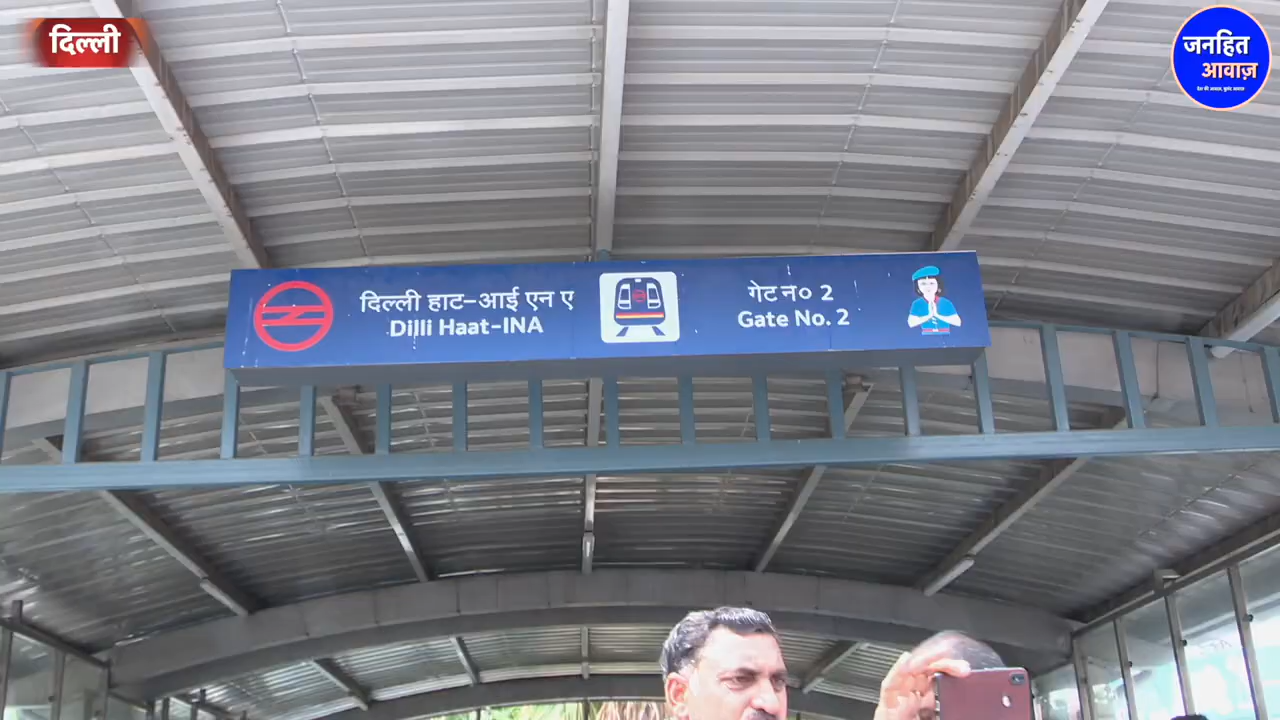 दिल्ली
जनहित
आवाज़
दिल्ली हाट-आई एन ए
Dilli Haat-INA
गेट न० 2
Gate No. 2